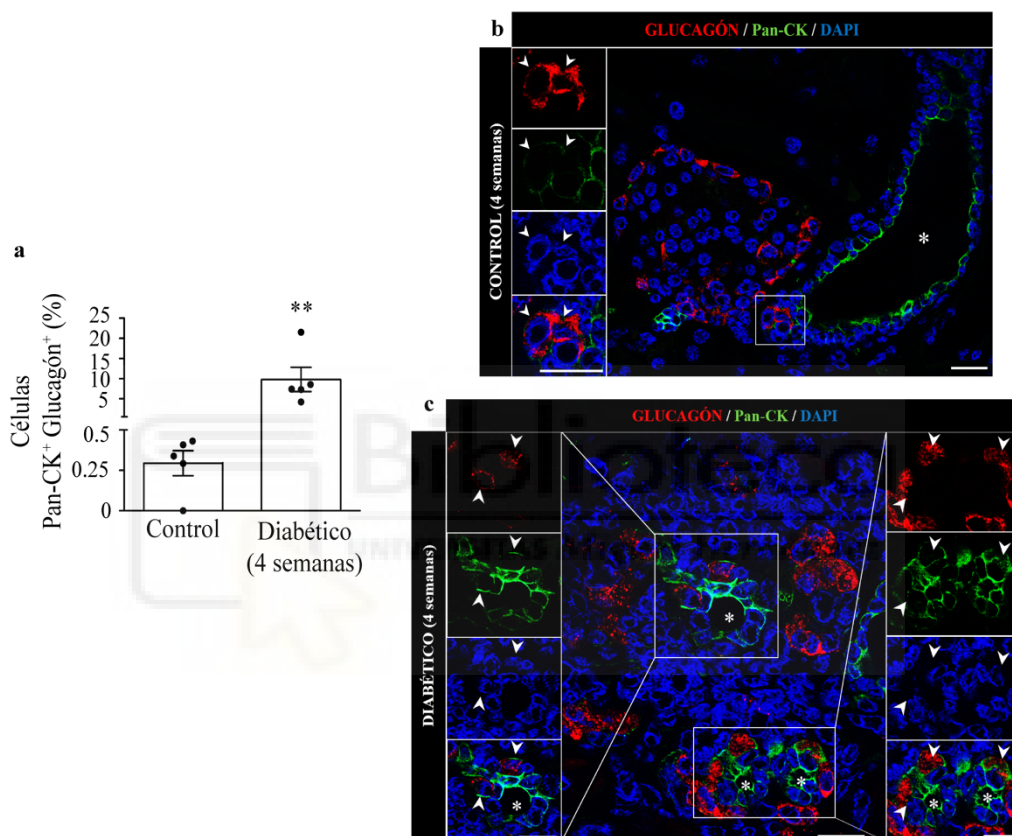 a
Células
Pan-CK⁺ Glucagón⁺ (%)
25
20
15
10
5
0.5
0.25
0
**
Control
Diabético
(4 semanas)
b
GLUCAGÓN / Pan-CK / DAPI
CONTROL (4 semanas)
*
c
GLUCAGÓN / Pan-CK / DAPI
DIABÉTICO (4 semanas)
*
*
*
*
*
*
Biblioteca